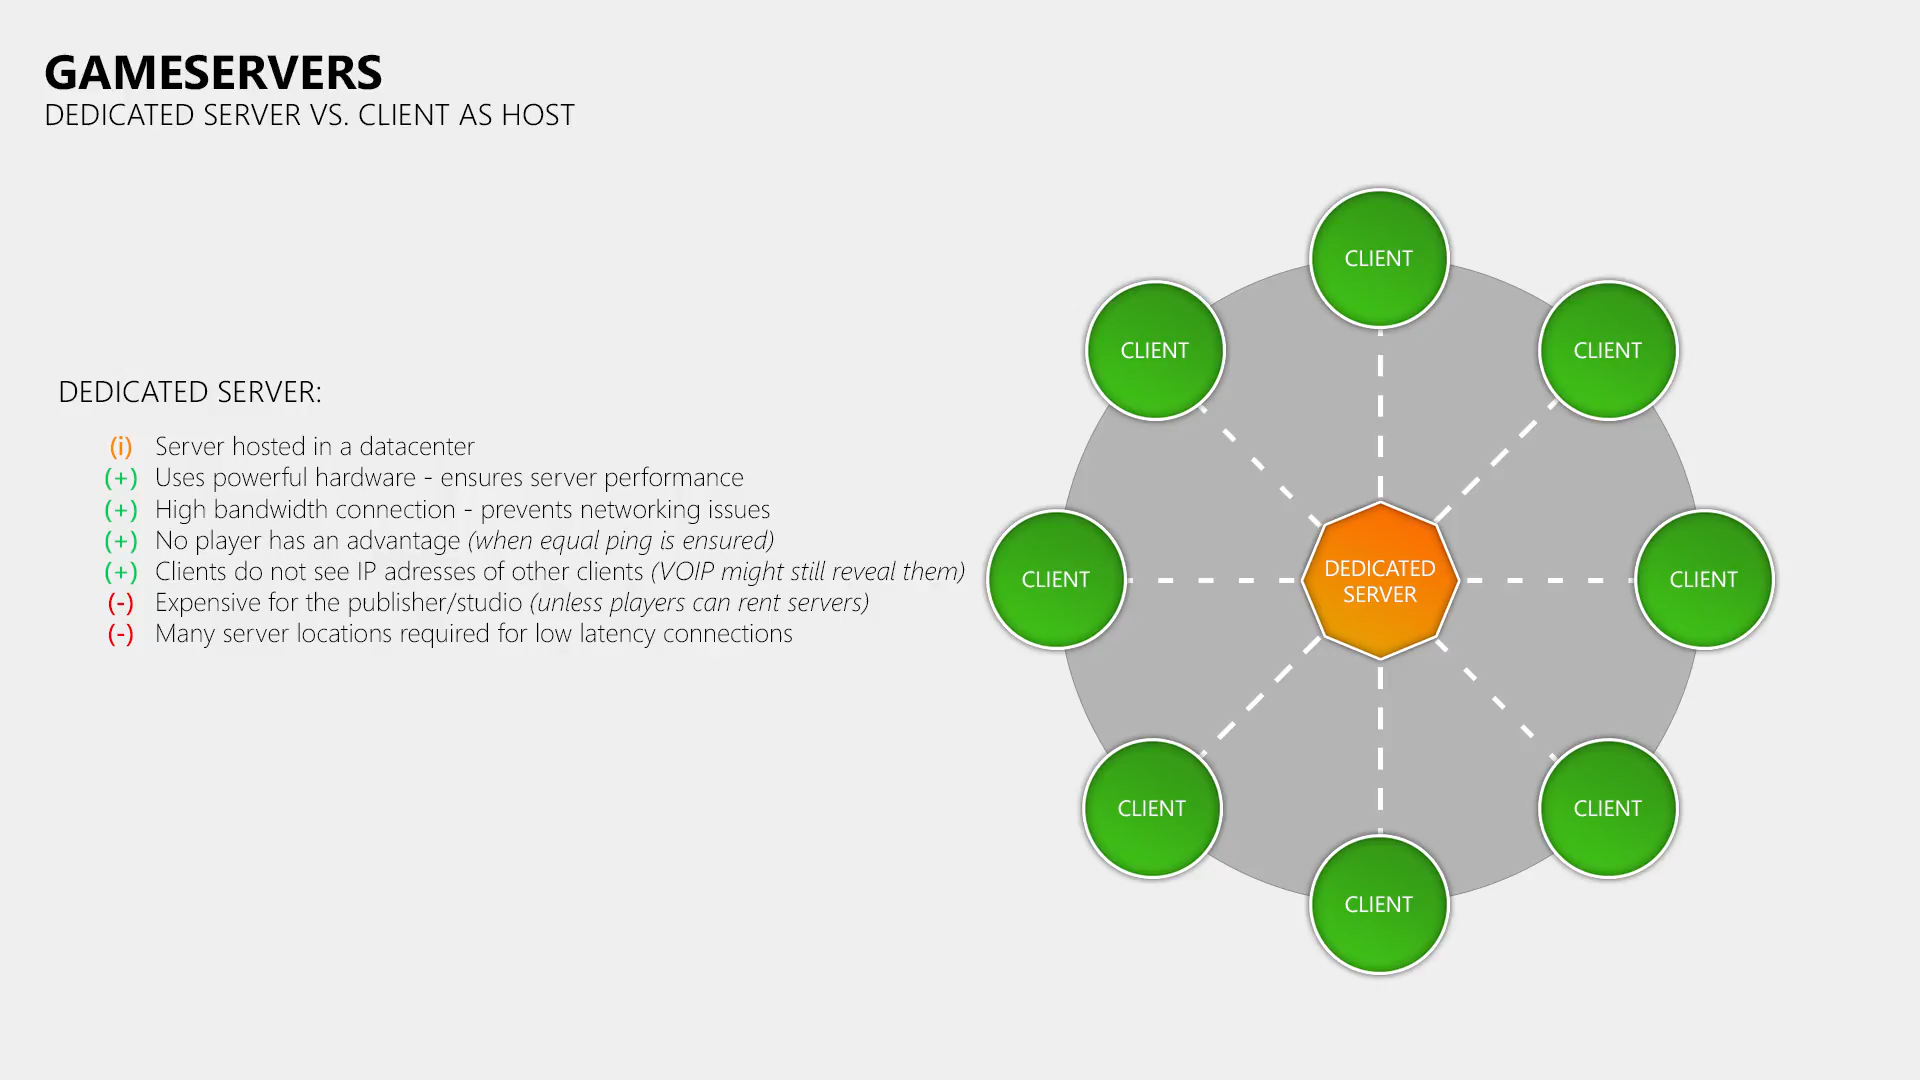 GAMESERVERS
DEDICATED SERVER VS. CLIENT AS HOST
DEDICATED SERVER:
(i) Server hosted in a datacenter
(+) Uses powerful hardware - ensures server performance
(+) High bandwidth connection - prevents networking issues
(+) No player has an advantage (when equal ping is ensured)
(+) Clients do not see IP adresses of other clients (VOIP might still reveal them)
(-) Expensive for the publisher/studio (unless players can rent servers)
(-) Many server locations required for low latency connections
CLIENT
CLIENT
CLIENT
CLIENT
DEDICATED
SERVER
CLIENT
CLIENT
CLIENT
CLIENT